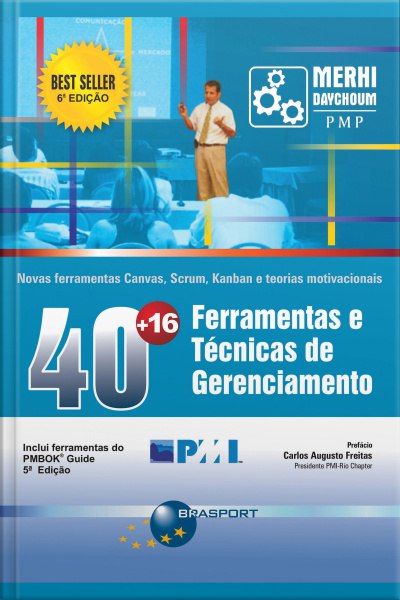 BEST SELLER
6ª EDIÇÃO
MERHI
DAYCHOUM
PMP
Novas ferramentas Canvas, Scrum, Kanban e teorias motivacionais
40
+16
Ferramentas e
Técnicas de
Gerenciamento
Inclui ferramentas do
PMBOK® Guide
5ª Edição
PMI
Prefácio
Carlos Augusto Freitas
Presidente PMI-Rio Chapter
BRASPORT